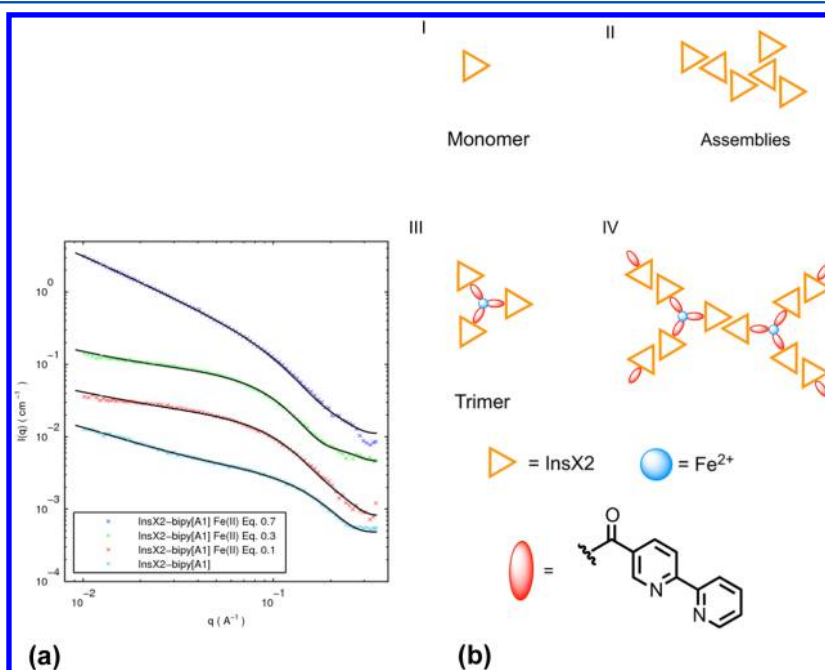 I
II
Monomer
Assemblies
III
IV
Trimer
= InsX2
= Fe²⁺
=
O
N
N
10⁰
10⁻¹
10⁻²
10⁻³
10⁻⁴
I(q) ( cm⁻¹)
InsX2−bipy[A1] Fe(II) Eq. 0.7
InsX2−bipy[A1] Fe(II) Eq. 0.3
InsX2−bipy[A1] Fe(II) Eq. 0.1
InsX2−bipy[A1]
10⁻²
10⁻¹
q ( A⁻¹)
(a)
(b)